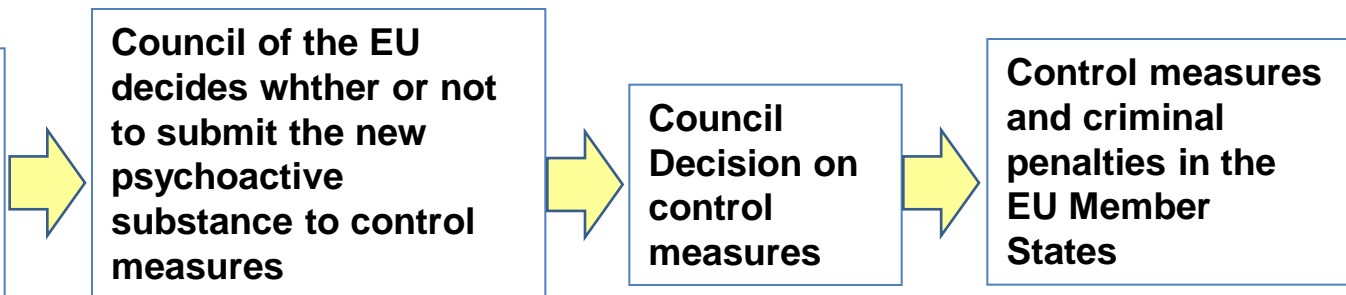 Council of the EU
decides whther or not
to submit the new
psychoactive
substance to control
measures
Council
Decision on
control
measures
Control measures
and criminal
penalties in the
EU Member
States